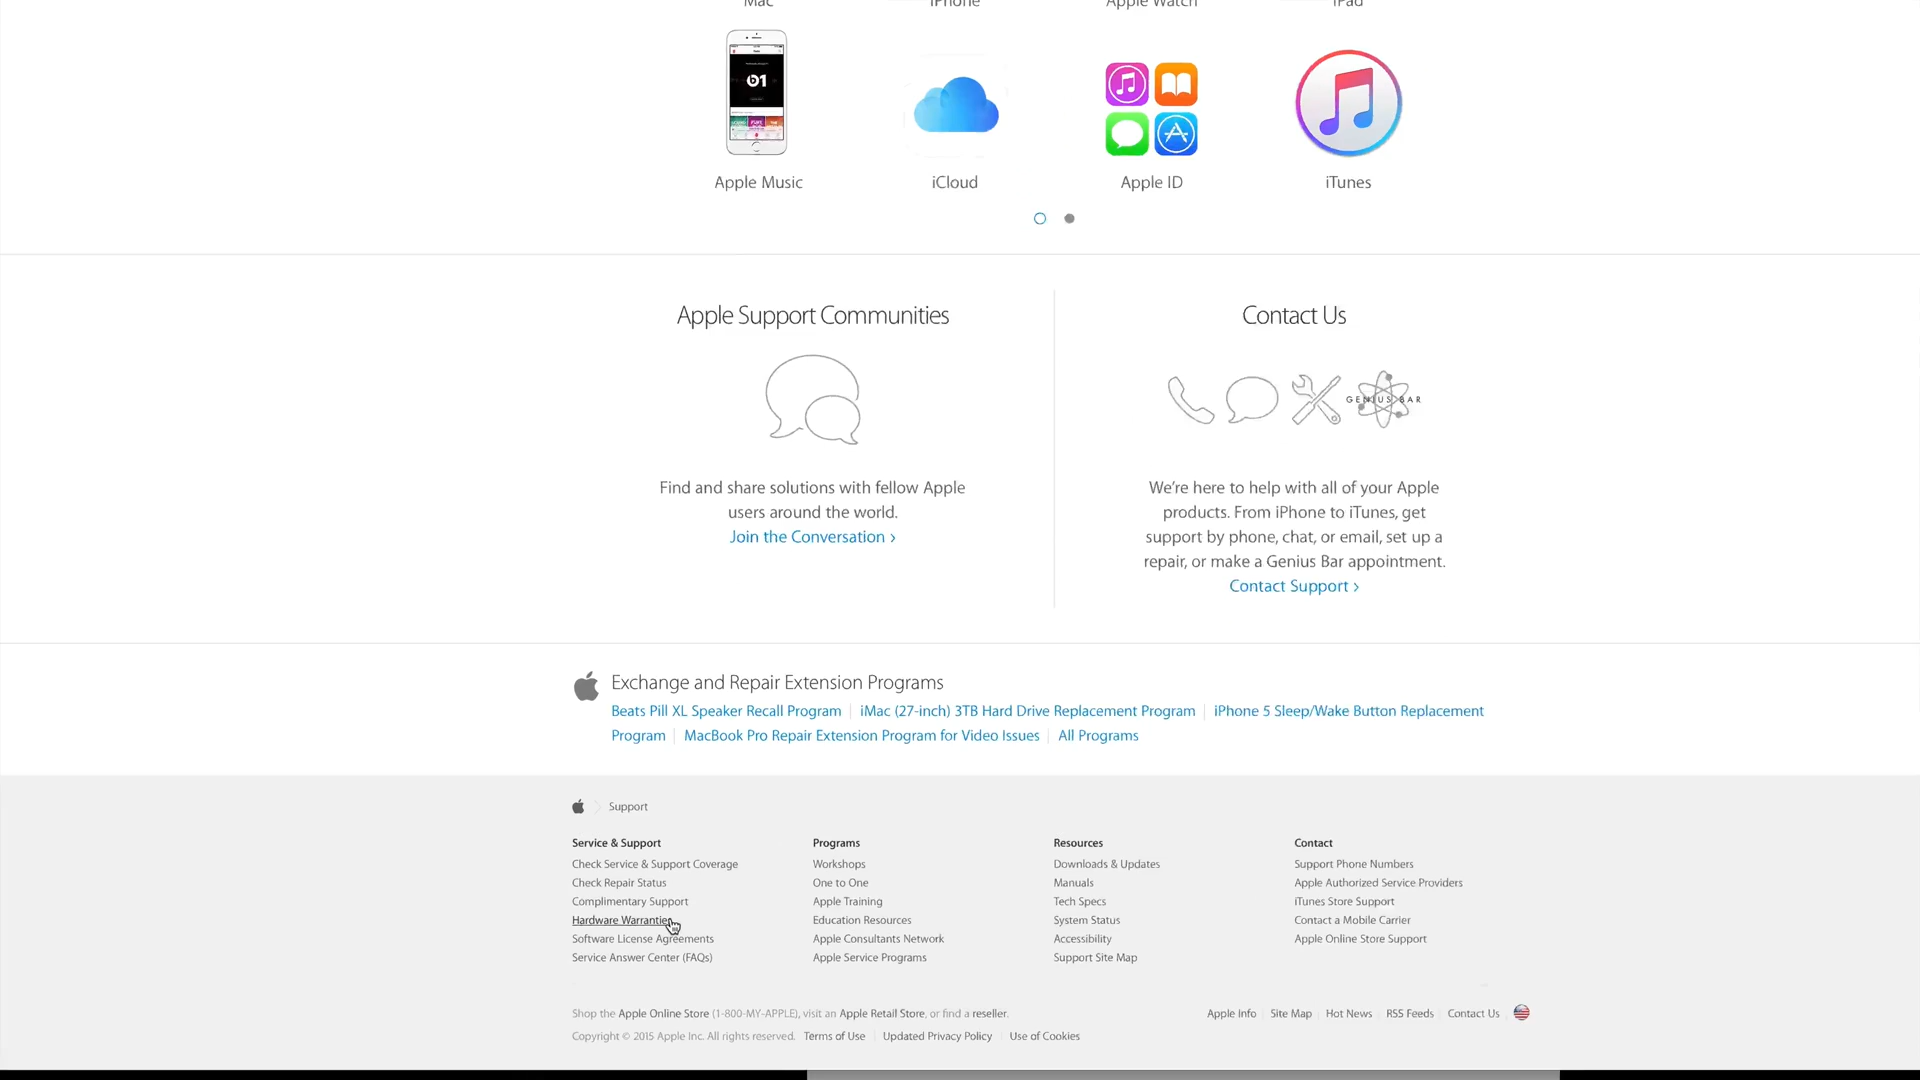 Mac iPhone Apple Watch iPad
Apple Music iCloud Apple ID iTunes
Apple Support Communities
Find and share solutions with fellow Apple
users around the world.
Join the Conversation ›
Contact Us
GENIUS BAR
We're here to help with all of your Apple
products. From iPhone to iTunes, get
support by phone, chat, or email, set up a
repair, or make a Genius Bar appointment.
Contact Support ›
Exchange and Repair Extension Programs
Beats Pill XL Speaker Recall Program | iMac (27-inch) 3TB Hard Drive Replacement Program | iPhone 5 Sleep/Wake Button Replacement
Program | MacBook Pro Repair Extension Program for Video Issues | All Programs
Support
Service & Support
Check Service & Support Coverage
Check Repair Status
Complimentary Support
Hardware Warranties
Software License Agreements
Service Answer Center (FAQs)
Programs
Workshops
One to One
Apple Training
Education Resources
Apple Consultants Network
Apple Service Programs
Resources
Downloads & Updates
Manuals
Tech Specs
System Status
Accessibility
Support Site Map
Contact
Support Phone Numbers
Apple Authorized Service Providers
iTunes Store Support
Contact a Mobile Carrier
Apple Online Store Support
Shop the Apple Online Store (1-800-MY-APPLE), visit an Apple Retail Store, or find a reseller.
Apple Info | Site Map | Hot News | RSS Feeds | Contact Us
Copyright © 2015 Apple Inc. All rights reserved. Terms of Use | Updated Privacy Policy | Use of Cookies